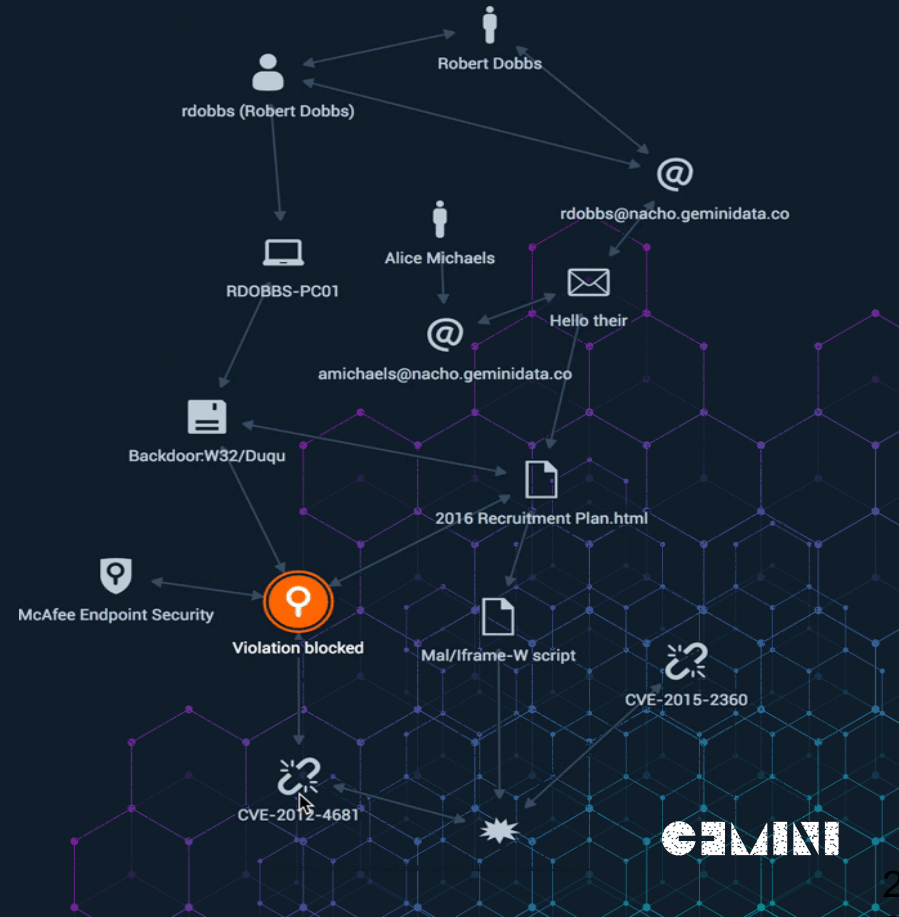 Robert Dobbs
rdobbs (Robert Dobbs)
rdobbs@nacho.geminidata.co
Alice Michaels
RDOBBS-PC01
Hello their
amichaels@nacho.geminidata.co
Backdoor:W32/Duqu
2016 Recruitment Plan.html
McAfee Endpoint Security
Violation blocked
Mal/Iframe-W script
CVE-2015-2360
CVE-2012-4681
GEMINI
2